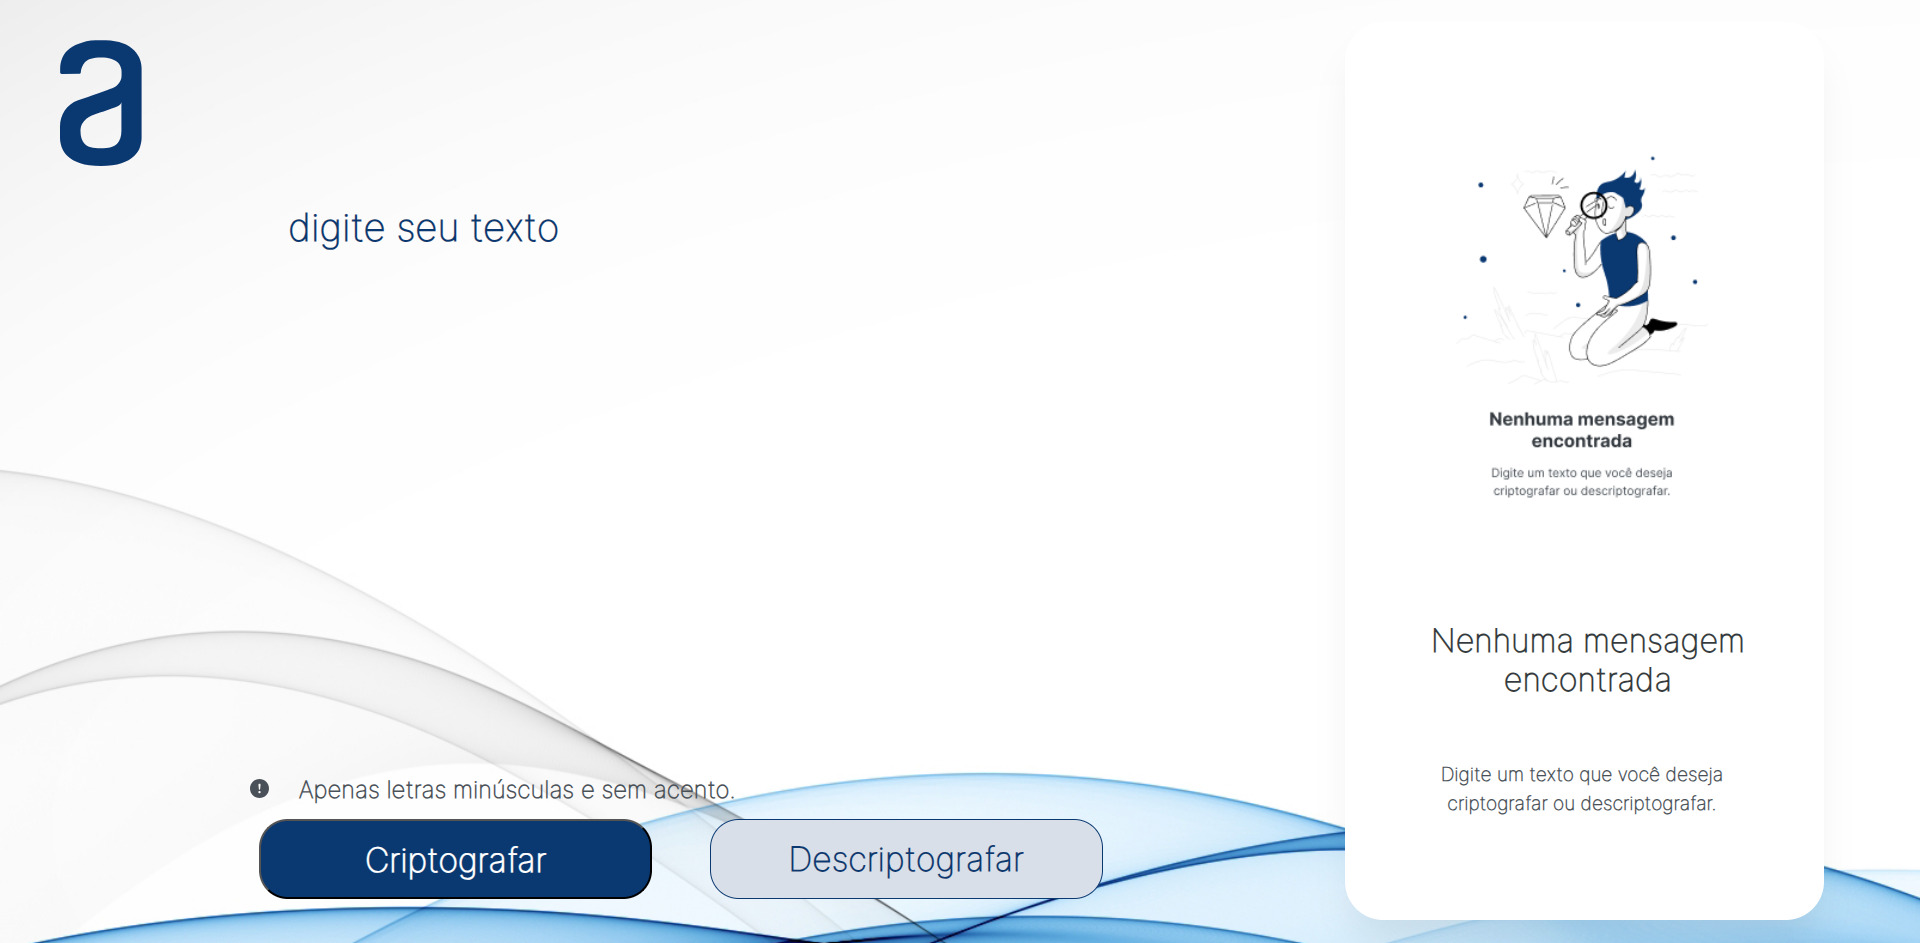 a
digite seu texto
Apenas letras minúsculas e sem acento.
Criptografar
Descriptografar
Nenhuma mensagem
encontrada
Digite um texto que você deseja
criptografar ou descriptografar.
Nenhuma mensagem
encontrada
Digite um texto que você deseja
criptografar ou descriptografar.